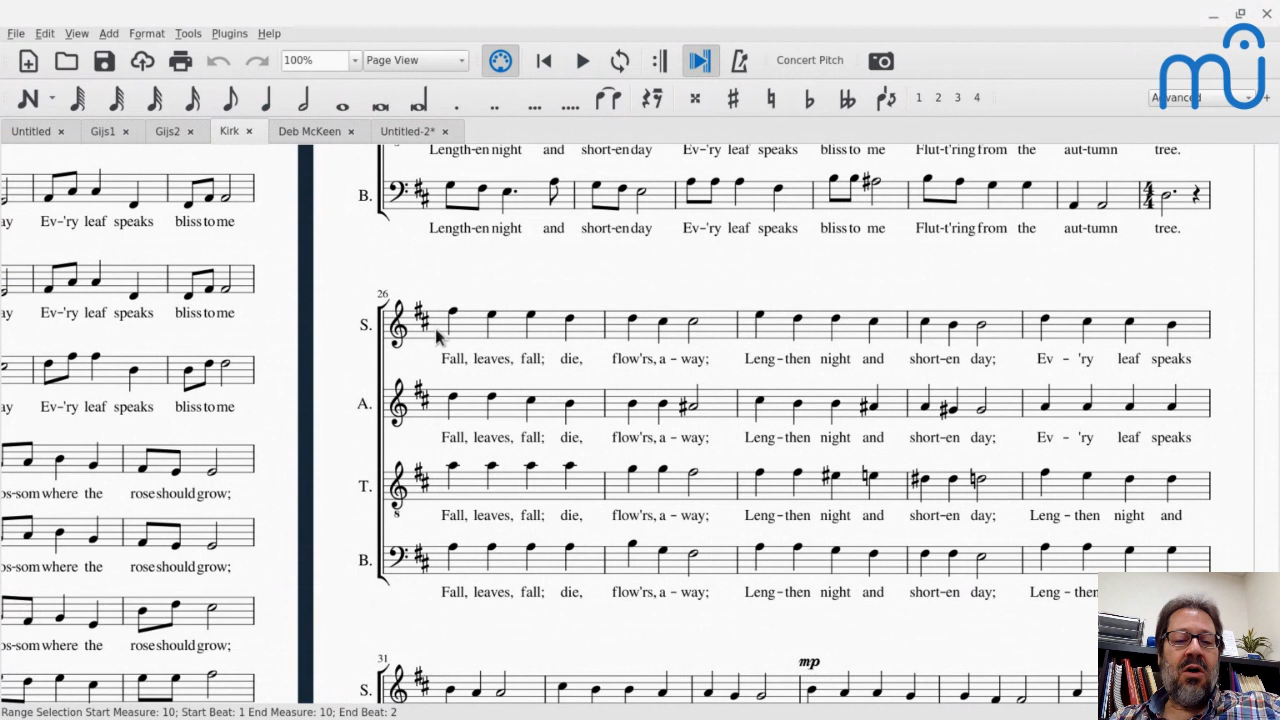 File Edit View Add Format Tools Plugins Help
100% Page View Concert Pitch
1 2 3 4 Advanced +
Untitled × Gijs1 × Gijs2 × Kirk × Deb McKeen × Untitled-2* ×
Length-en night and short-en day Ev-'ry leaf speaks bliss to me Flut-t'ring from the aut-tumn tree.
B.
Length-en night and short-en day Ev-'ry leaf speaks bliss to me Flut-t'ring from the aut-tumn tree.
ay Ev-'ry leaf speaks bliss to me
ay Ev-'ry leaf speaks bliss to me
ay Ev-'ry leaf speaks bliss to me
os-som where the rose should grow;
os-som where the rose should grow;
os-som where the rose should grow;
26
S.
Fall, leaves, fall; die, flow'rs, a - way; Leng - then night and short-en day; Ev - 'ry leaf speaks
A.
Fall, leaves, fall; die, flow'rs, a - way; Leng - then night and short-en day; Ev - 'ry leaf speaks
T.
8
Fall, leaves, fall; die, flow'rs, a - way; Leng - then night and short-en day; Leng - then night and
B.
Fall, leaves, fall; die, flow'rs, a - way; Leng - then night and short-en day; Leng - then
31
mp
S.
Range Selection Start Measure: 10; Start Beat: 1 End Measure: 10; End Beat: 2